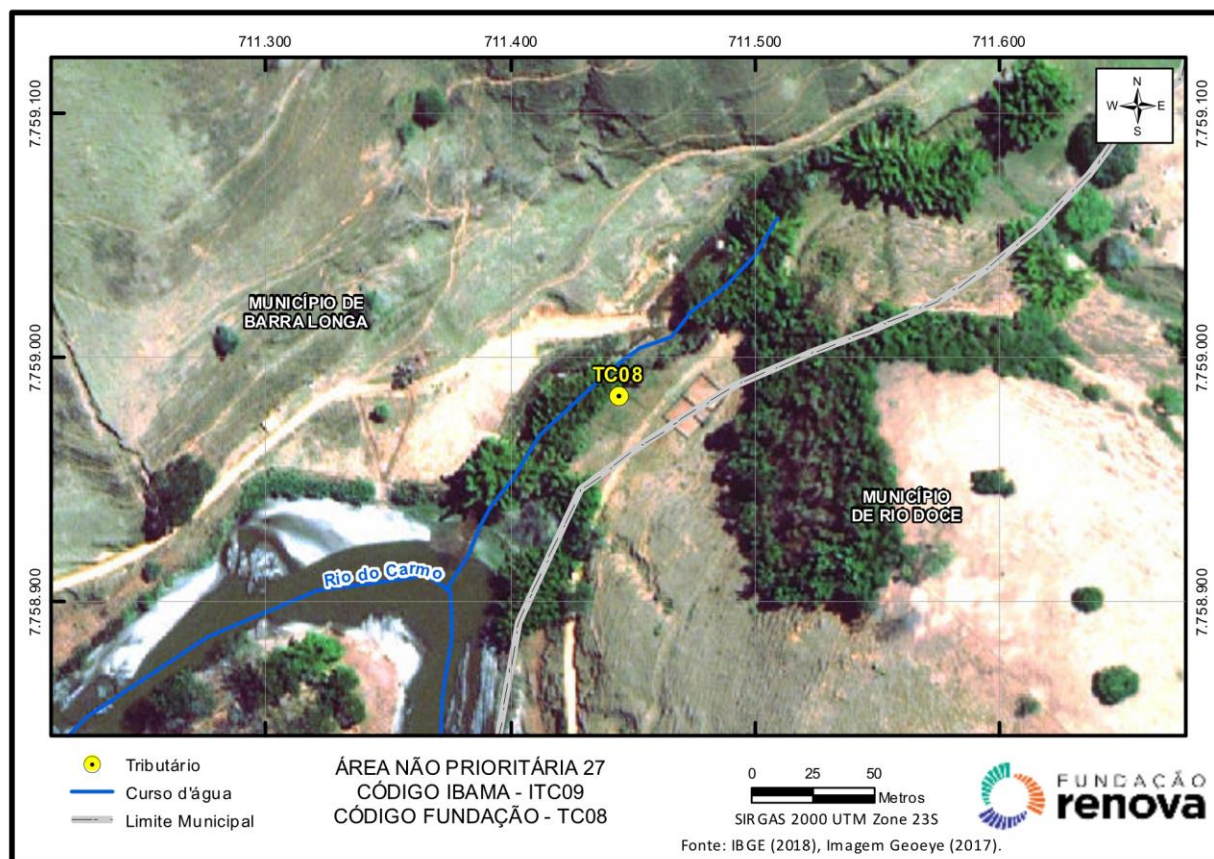 711.300 711.400 711.500 711.600
7.759.100 7.759.100
N
W E
S
MUNICÍPIO DE
BARRA LONGA
7.759.000 7.759.000
TC08
MUNICÍPIO
DE RIO DOCE
Rio do Carmo
7.758.900 7.758.900
Tributário
Curso d'água
Limite Municipal
ÁREA NÃO PRIORITÁRIA 27
CÓDIGO IBAMA - ITC09
CÓDIGO FUNDAÇÃO - TC08
0 25 50
Metros
SIRGAS 2000 UTM Zone 23S
Fonte: IBGE (2018), Imagem Geoeye (2017).
FUNDAÇÃO
renova